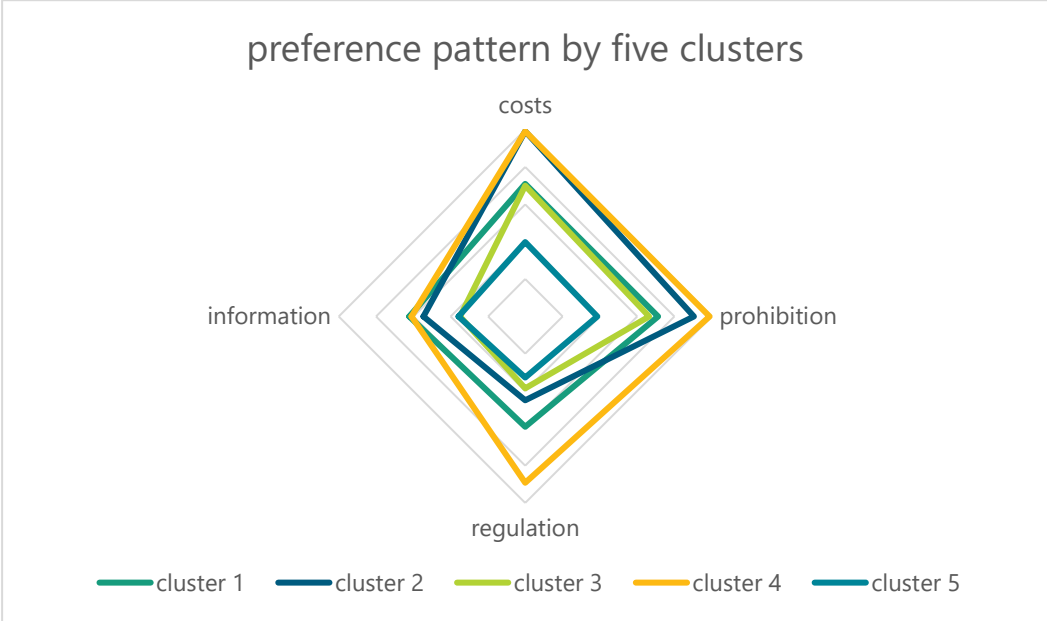 preference pattern by five clusters
costs
information
prohibition
regulation
cluster 1 cluster 2 cluster 3 cluster 4 cluster 5